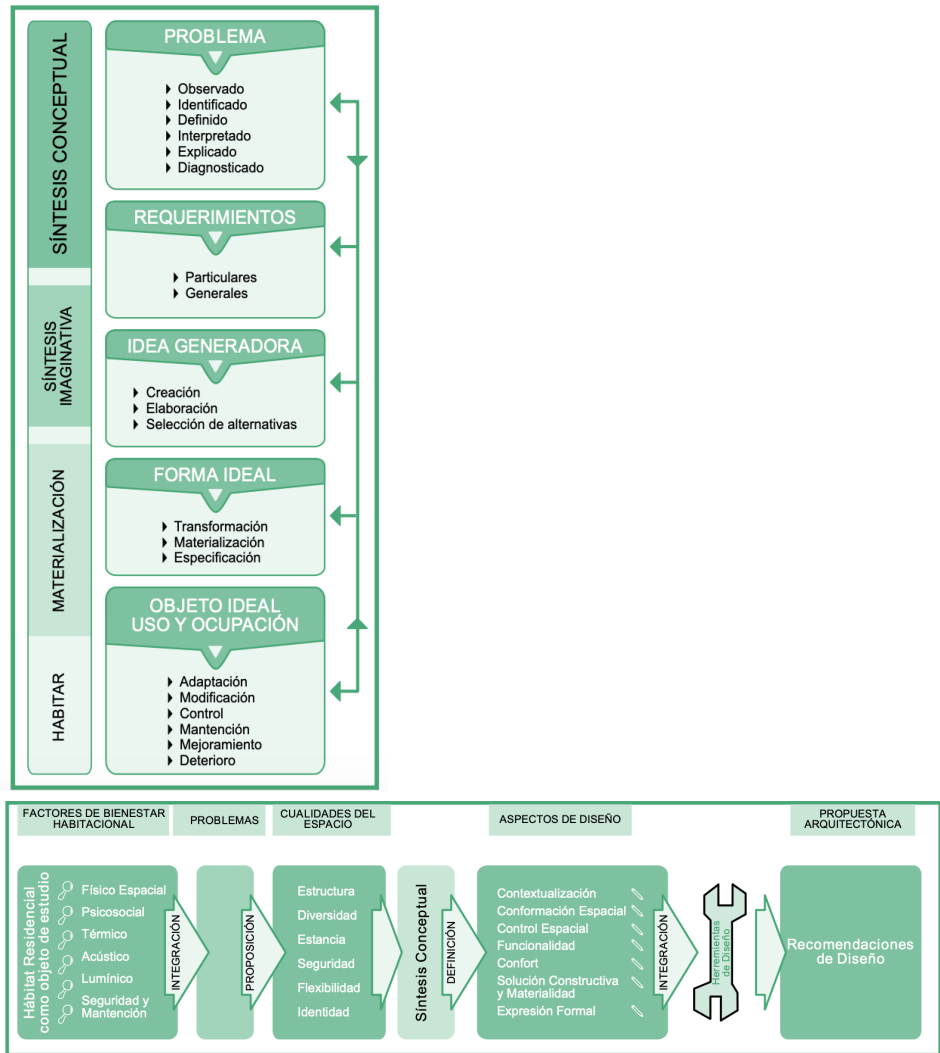 SÍNTESIS CONCEPTUAL
SÍNTESIS
IMAGINATIVA
MATERIALIZACIÓN
HABITAR
PROBLEMA
Observado
Identificado
Definido
Interpretado
Explicado
Diagnosticado
REQUERIMIENTOS
Particulares
Generales
IDEA GENERADORA
Creación
Elaboración
Selección de alternativas
FORMA IDEAL
Transformación
Materialización
Especificación
OBJETO IDEAL
USO Y OCUPACIÓN
Adaptación
Modificación
Control
Mantención
Mejoramiento
Deterioro
FACTORES DE BIENESTAR
HABITACIONAL
PROBLEMAS
CUALIDADES DEL
ESPACIO
ASPECTOS DE DISEÑO
PROPUESTA
ARQUITECTÓNICA
Hábitat Residencial
como objeto de estudio
Físico Espacial
Psicosocial
Térmico
Acústico
Lumínico
Seguridad y
Mantención
INTEGRACIÓN
PROPOSICIÓN
Estructura
Diversidad
Estancia
Seguridad
Flexibilidad
Identidad
Síntesis Conceptual
DEFINICIÓN
Contextualización
Conformación Espacial
Control Espacial
Funcionalidad
Confort
Solución Constructiva
y Materialidad
Expresión Formal
INTEGRACIÓN
Herremientas
de Diseño
Recomendaciones
de Diseño